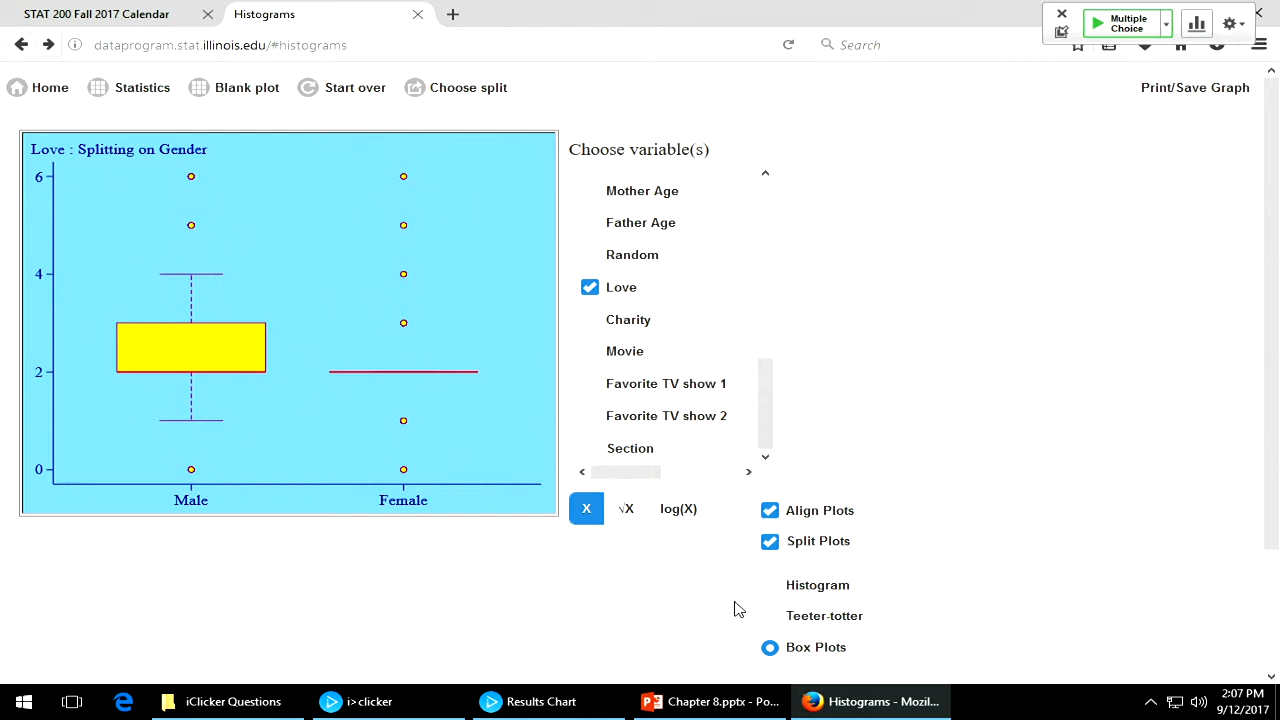 STAT 200 Fall 2017 Calendar
Histograms
Multiple
Choice
dataprogram.stat.illinois.edu/#histograms
Search
Home
Statistics
Blank plot
Start over
Choose split
Print/Save Graph
Love : Splitting on Gender
6
4
2
0
Male
Female
Choose variable(s)
Mother Age
Father Age
Random
Love
Charity
Movie
Favorite TV show 1
Favorite TV show 2
Section
X
√X
log(X)
Align Plots
Split Plots
Histogram
Teeter-totter
Box Plots
iClicker Questions
i>clicker
Results Chart
Chapter 8.pptx - Po...
Histograms - Mozil...
2:07 PM
9/12/2017